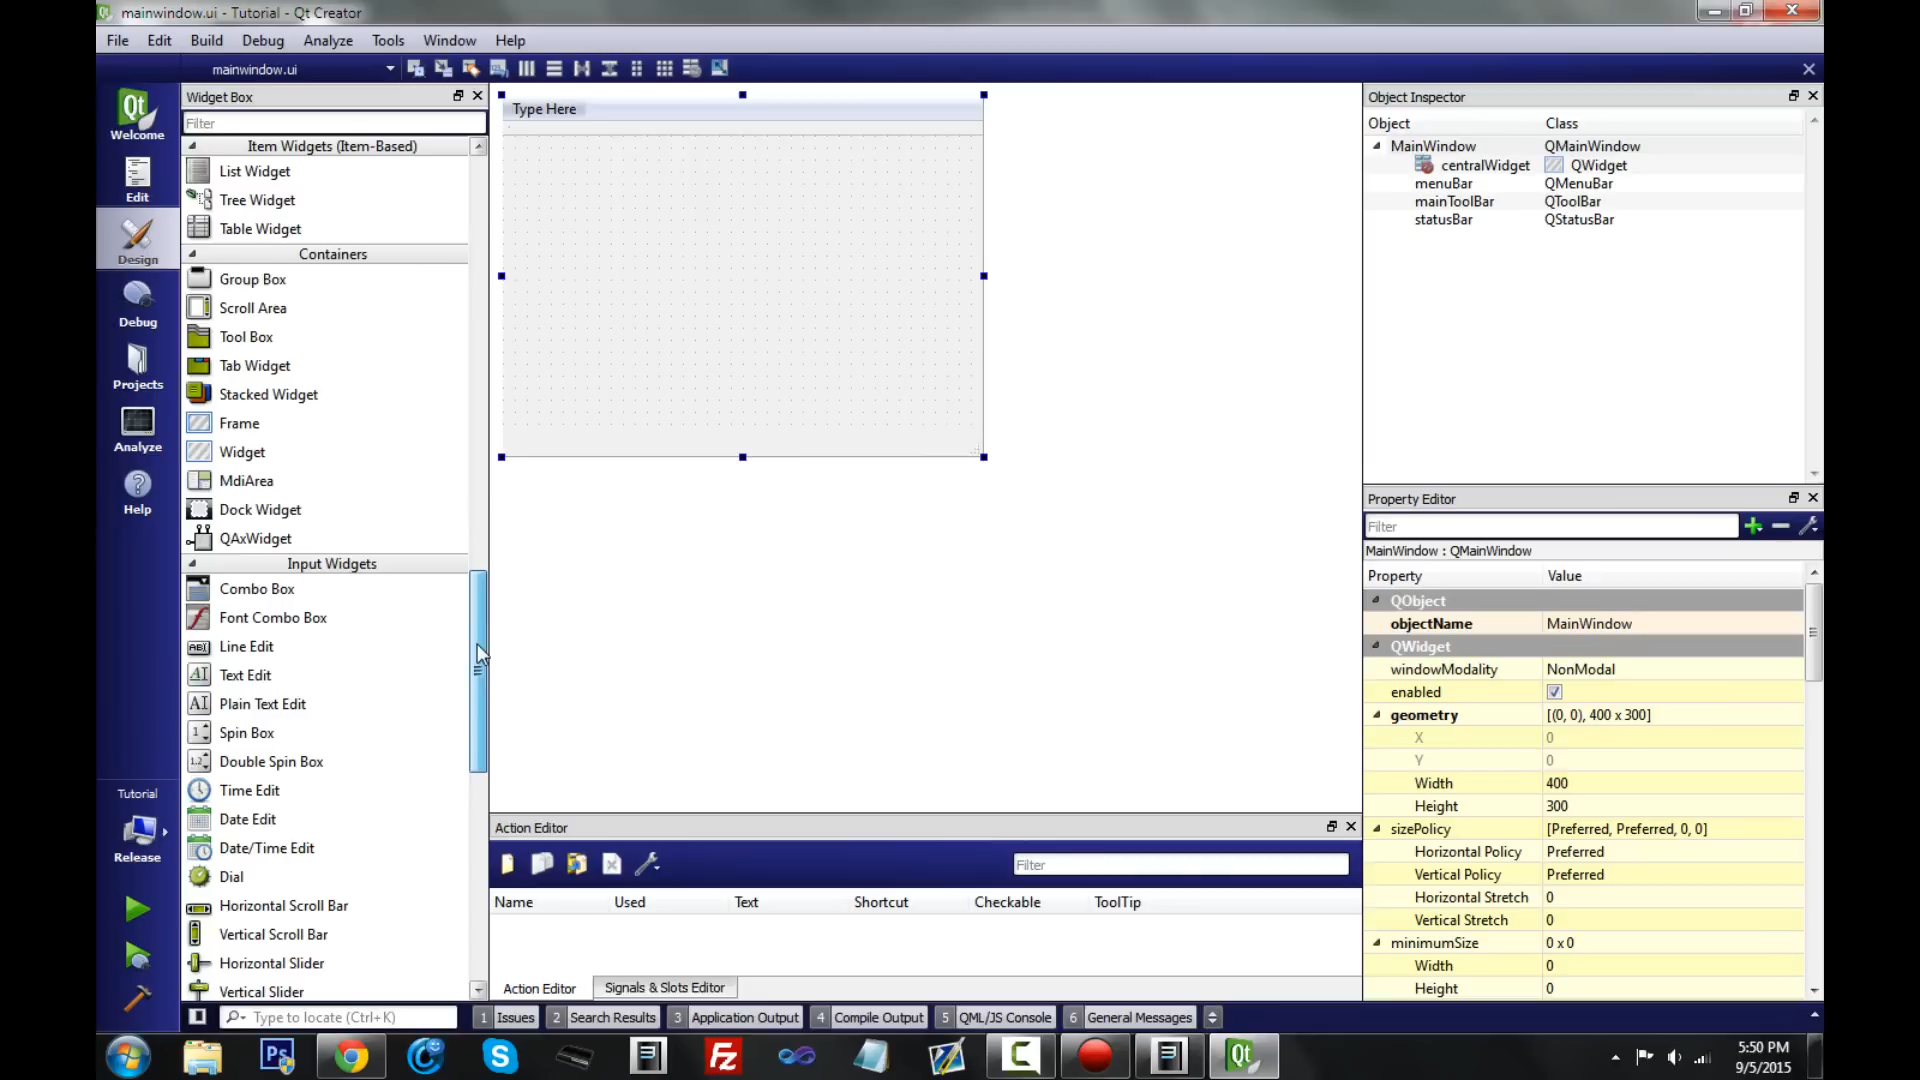 mainwindow.ui - Tutorial - Qt Creator
File Edit Build Debug Analyze Tools Window Help
mainwindow.ui
Welcome
Edit
Design
Debug
Projects
Analyze
Help
Tutorial
Release
Widget Box
Filter
Item Widgets (Item-Based)
List Widget
Tree Widget
Table Widget
Containers
Group Box
Scroll Area
Tool Box
Tab Widget
Stacked Widget
Frame
Widget
MdiArea
Dock Widget
QAxWidget
Input Widgets
Combo Box
Font Combo Box
Line Edit
Text Edit
Plain Text Edit
Spin Box
Double Spin Box
Time Edit
Date Edit
Date/Time Edit
Dial
Horizontal Scroll Bar
Vertical Scroll Bar
Horizontal Slider
Vertical Slider
Type Here
Action Editor
Filter
Name Used Text Shortcut Checkable ToolTip
Action Editor Signals & Slots Editor
Object Inspector
Object Class
MainWindow QMainWindow
centralWidget QWidget
menuBar QMenuBar
mainToolBar QToolBar
statusBar QStatusBar
Property Editor
Filter
MainWindow : QMainWindow
Property Value
QObject
objectName MainWindow
QWidget
windowModality NonModal
enabled
geometry [(0, 0), 400 x 300]
X 0
Y 0
Width 400
Height 300
sizePolicy [Preferred, Preferred, 0, 0]
Horizontal Policy Preferred
Vertical Policy Preferred
Horizontal Stretch 0
Vertical Stretch 0
minimumSize 0 x 0
Width 0
Height 0
Type to locate (Ctrl+K)
1 Issues 2 Search Results 3 Application Output 4 Compile Output 5 QML/JS Console 6 General Messages
5:50 PM
9/5/2015